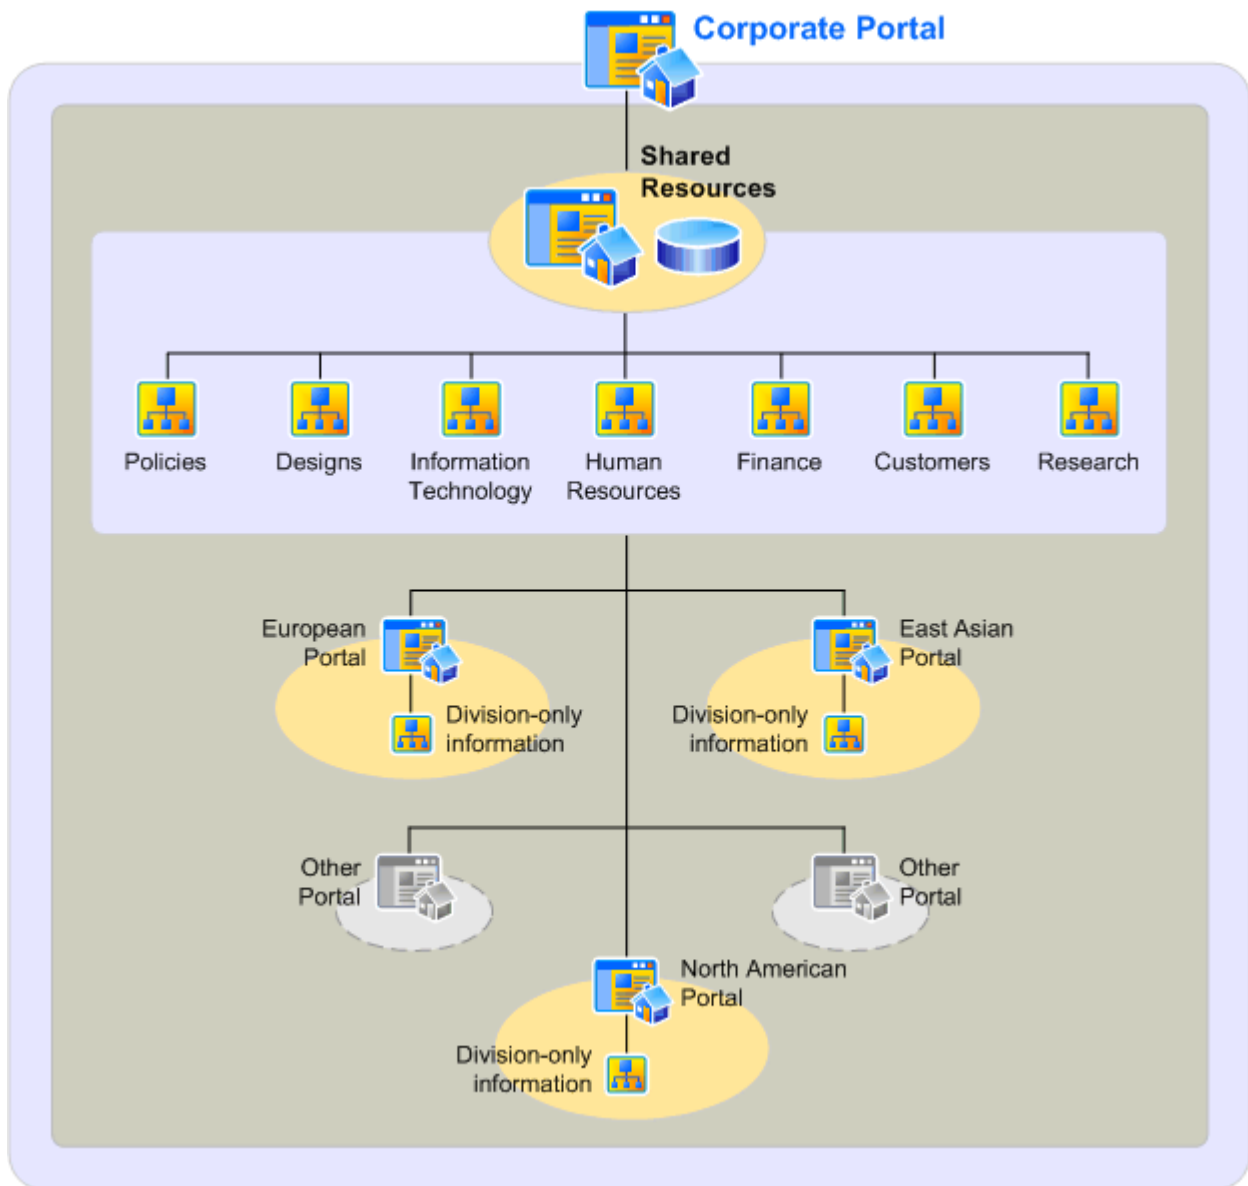 Corporate Portal
Shared
Resources
Policies
Designs
Information
Technology
Human
Resources
Finance
Customers
Research
European
Portal
Division-only
information
East Asian
Portal
Division-only
information
Other
Portal
Other
Portal
North American
Portal
Division-only
information